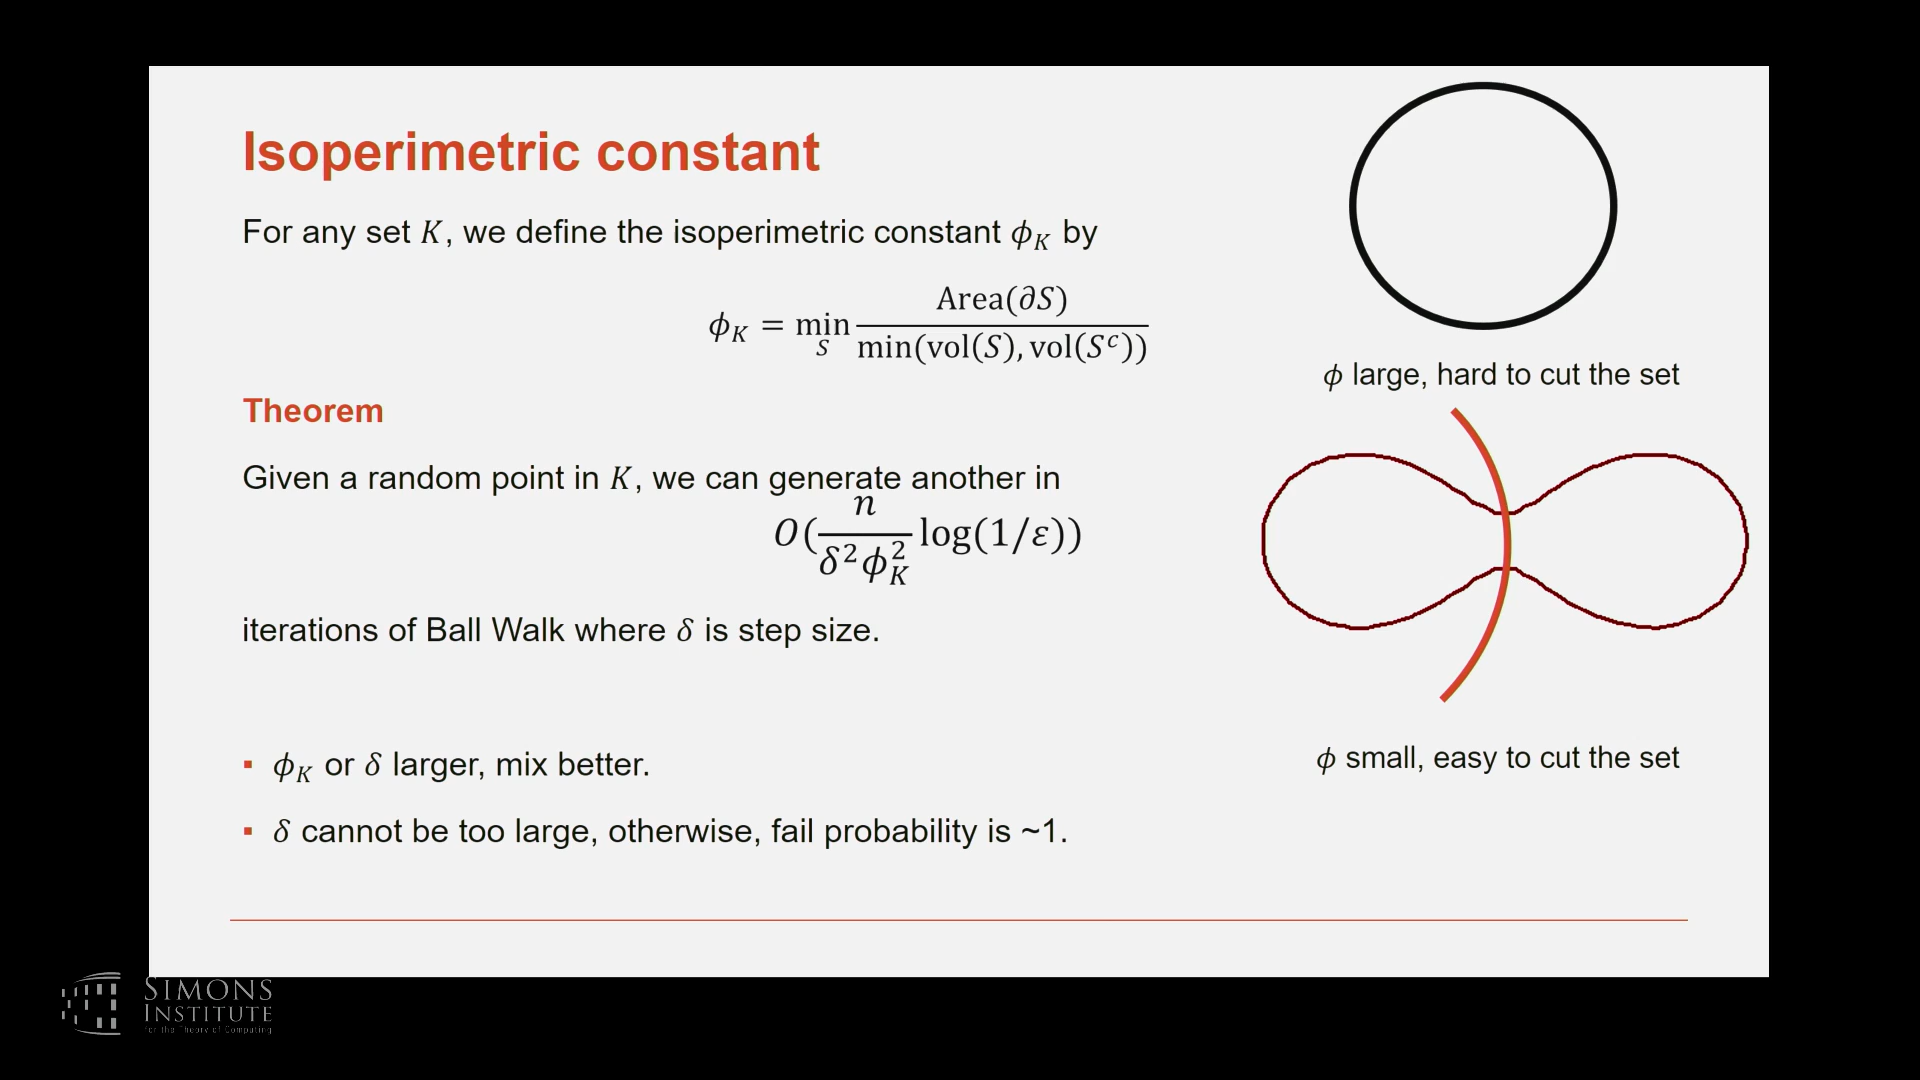 Isoperimetric constant
For any set K, we define the isoperimetric constant ϕ_K by
ϕ_K = min_S Area(∂S) / min(vol(S), vol(S^c))
Theorem
Given a random point in K, we can generate another in
O(n / δ²ϕ_K² log(1/ε))
iterations of Ball Walk where δ is step size.
▪ ϕ_K or δ larger, mix better.
▪ δ cannot be too large, otherwise, fail probability is ~1.
ϕ large, hard to cut the set
ϕ small, easy to cut the set
SIMONS
INSTITUTE
for the Theory of Computing